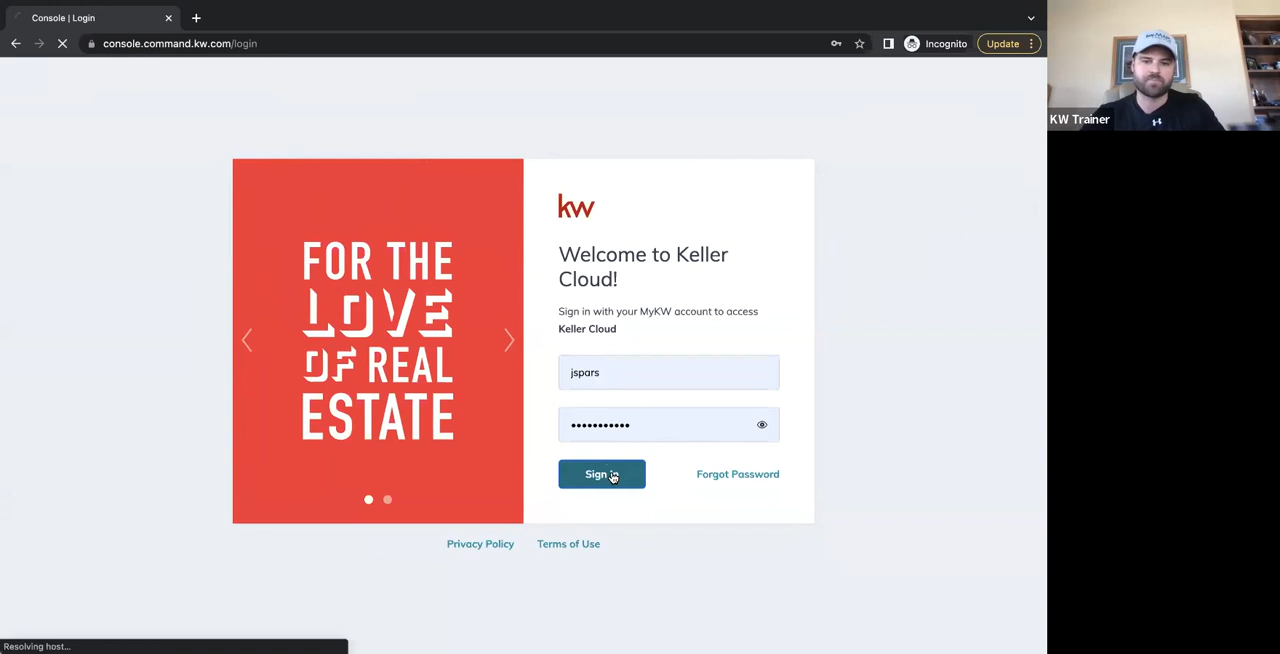 Console | Login
console.command.kw.com/login
Incognito
Update
KW Trainer
FOR THE
LOVE
OF REAL
ESTATE
kw
Welcome to Keller
Cloud!
Sign in with your MyKW account to access
Keller Cloud
jspars
•••••••••••
Sign in
Forgot Password
Privacy Policy
Terms of Use
Resolving host...